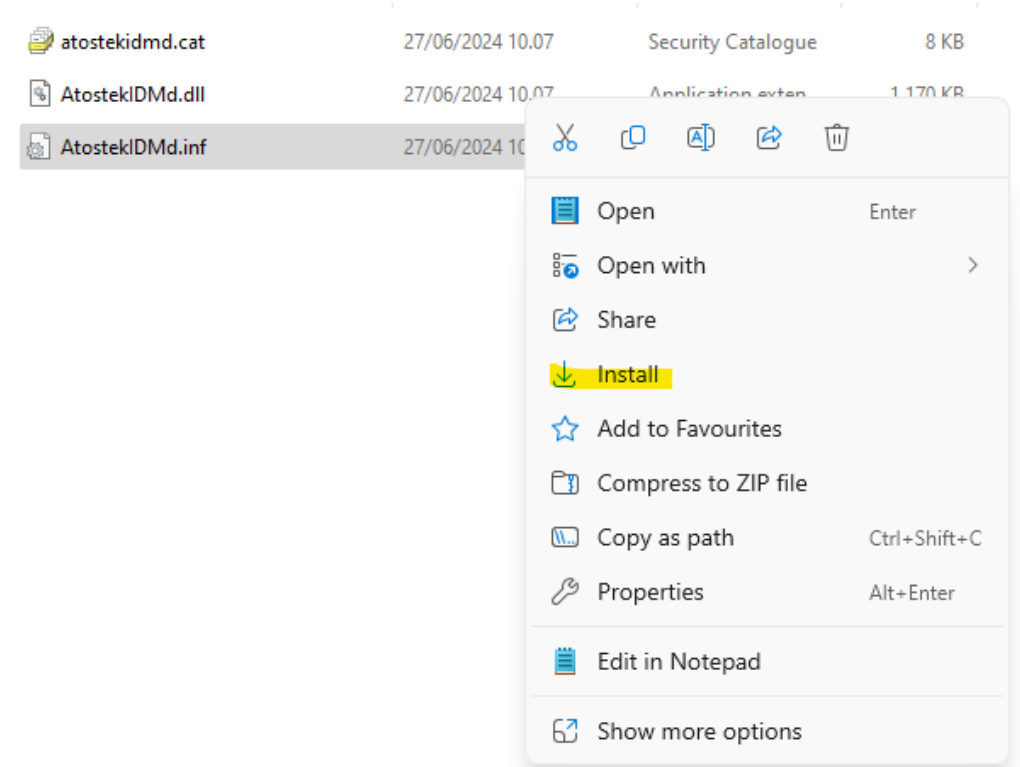 atostekidmd.cat 27/06/2024 10.07 Security Catalogue 8 KB
AtostekIDMd.dll 27/06/2024 10.07 Application exten 1 170 KB
AtostekIDMd.inf 27/06/2024 10
Open Enter
Open with
Share
Install
Add to Favourites
Compress to ZIP file
Copy as path Ctrl+Shift+C
Properties Alt+Enter
Edit in Notepad
Show more options